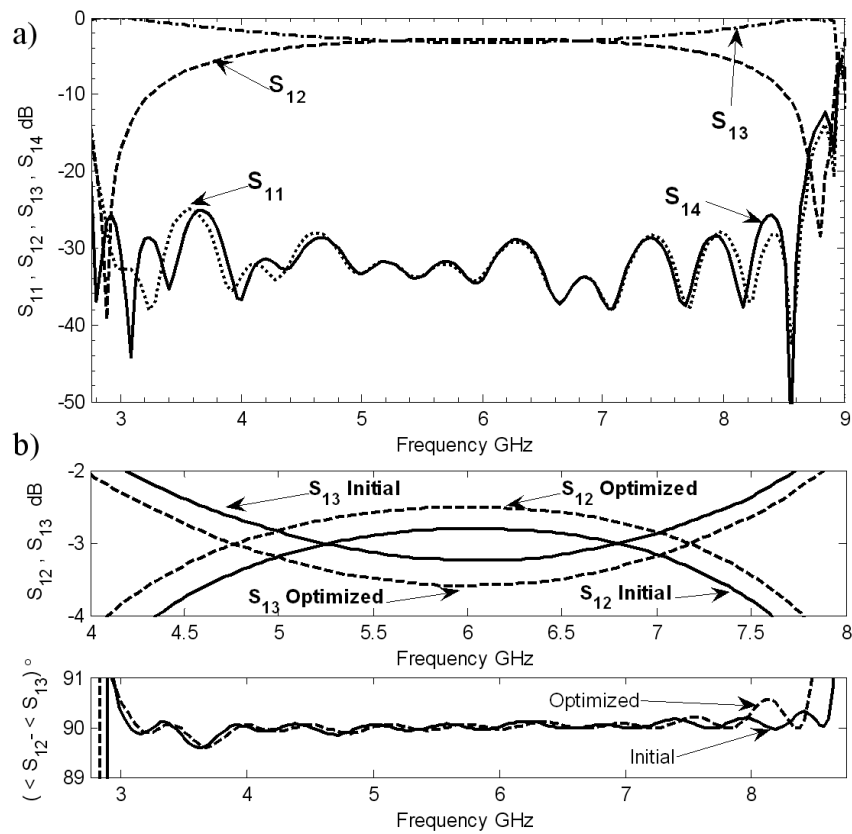 a)
S11 , S12 , S13 , S14 dB
0
-10
-20
-30
-40
-50
S12
S13
S11
S14
3 4 5 6 7 8 9
Frequency GHz
b)
S12 , S13 dB
-2
-3
-4
S13 Initial
S12 Optimized
S13 Optimized
S12 Initial
4 4.5 5 5.5 6 6.5 7 7.5 8
Frequency GHz
( < S12- < S13) °
91
90
89
Optimized
Initial
3 4 5 6 7 8
Frequency GHz